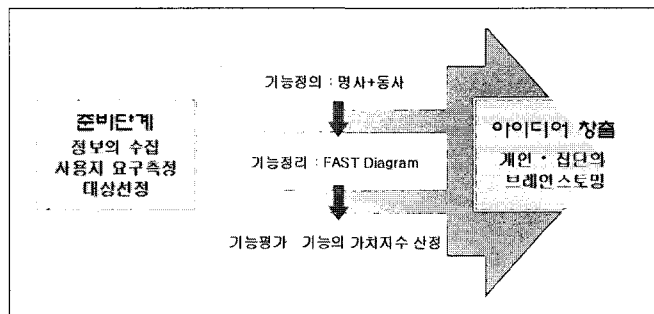 준비단계
정보의 수집
사용자 요구측정
대상선정
기능정의 : 명사+동사
기능정리 : FAST Diagram
기능평가 기능의 가치지수 산정
아이디어 창출
개인 · 집단의
브레인스토밍